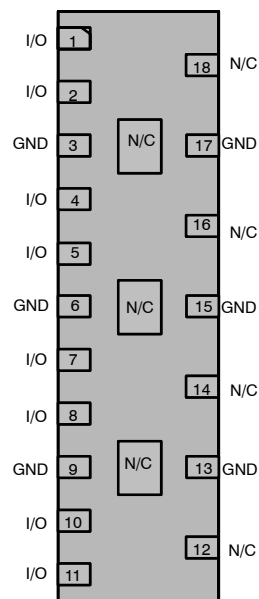 I/O 1
18 N/C
I/O 2
GND 3 N/C 17 GND
I/O 4
16 N/C
I/O 5
GND 6 N/C 15 GND
I/O 7
14 N/C
I/O 8
GND 9 N/C 13 GND
I/O 10
12 N/C
I/O 11